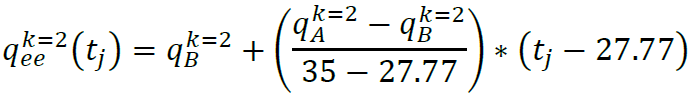 $q_{ee}^{k=2}(t_j) = q_B^{k=2} + \left(\frac{q_A^{k=2} - q_B^{k=2}}{35 - 27.77}\right) * (t_j - 27.77)$